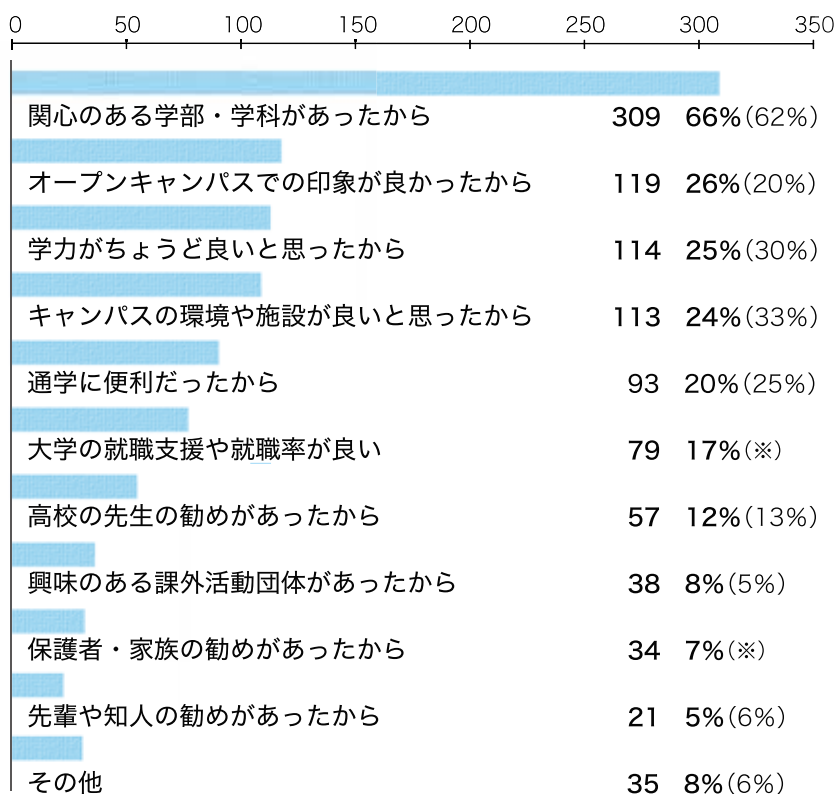 0 50 100 150 200 250 300 350
関心のある学部・学科があったから 309 66%(62%)
オープンキャンパスでの印象が良かったから 119 26%(20%)
学力がちょうど良いと思ったから 114 25%(30%)
キャンパスの環境や施設が良いと思ったから 113 24%(33%)
通学に便利だったから 93 20%(25%)
大学の就職支援や就職率が良い 79 17%(※)
高校の先生の勧めがあったから 57 12%(13%)
興味のある課外活動団体があったから 38 8%(5%)
保護者・家族の勧めがあったから 34 7%(※)
先輩や知人の勧めがあったから 21 5%(6%)
その他 35 8%(6%)